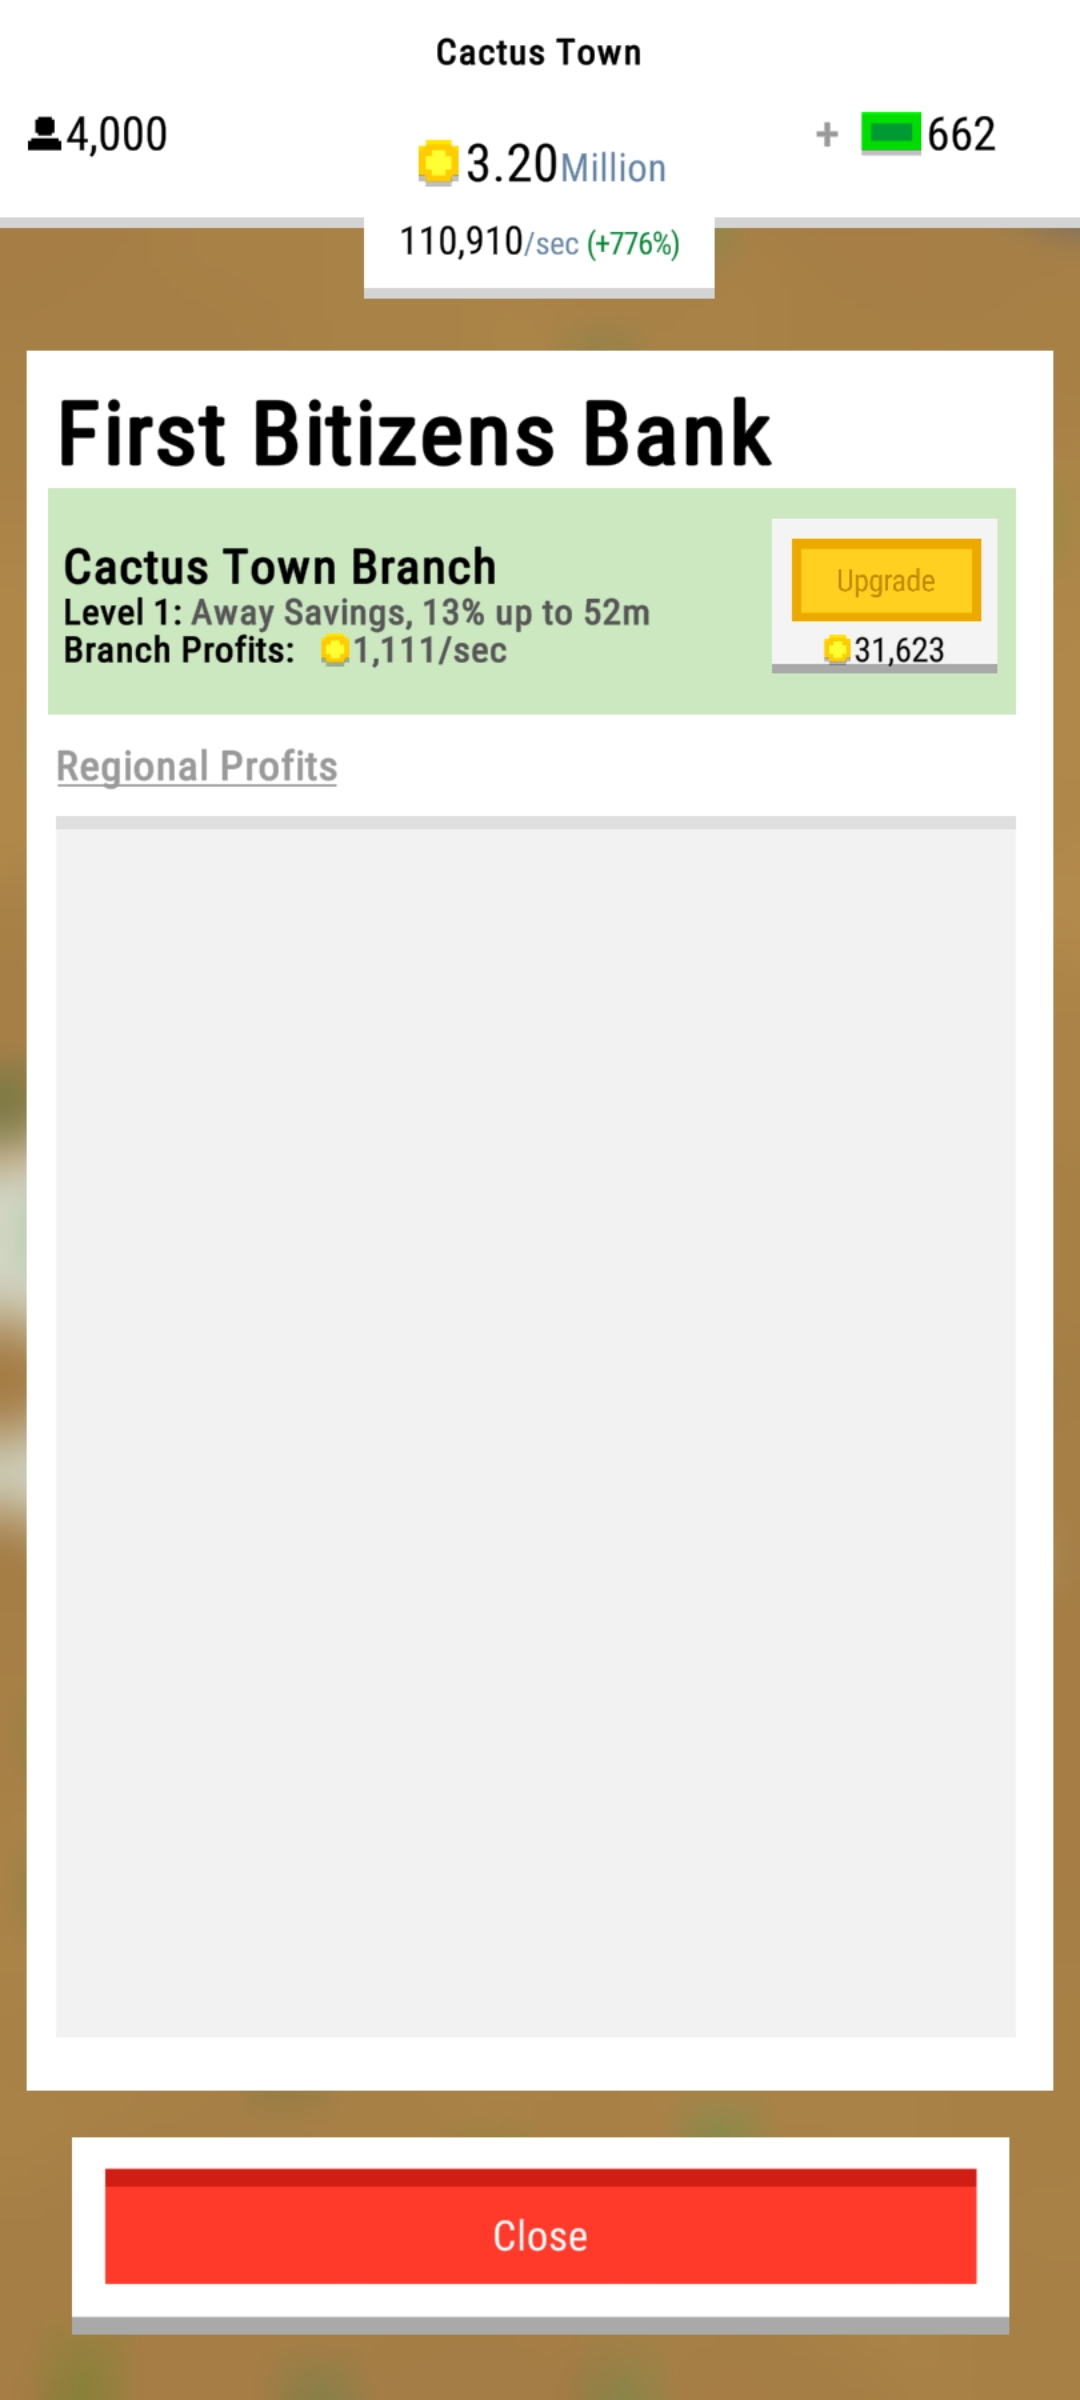 Cactus Town
4,000
3.20Million
+ 662
110,910/sec (+776%)
First Bitizens Bank
Cactus Town Branch
Level 1: Away Savings, 13% up to 52m
Branch Profits: 1,111/sec
Upgrade
31,623
Regional Profits
Close